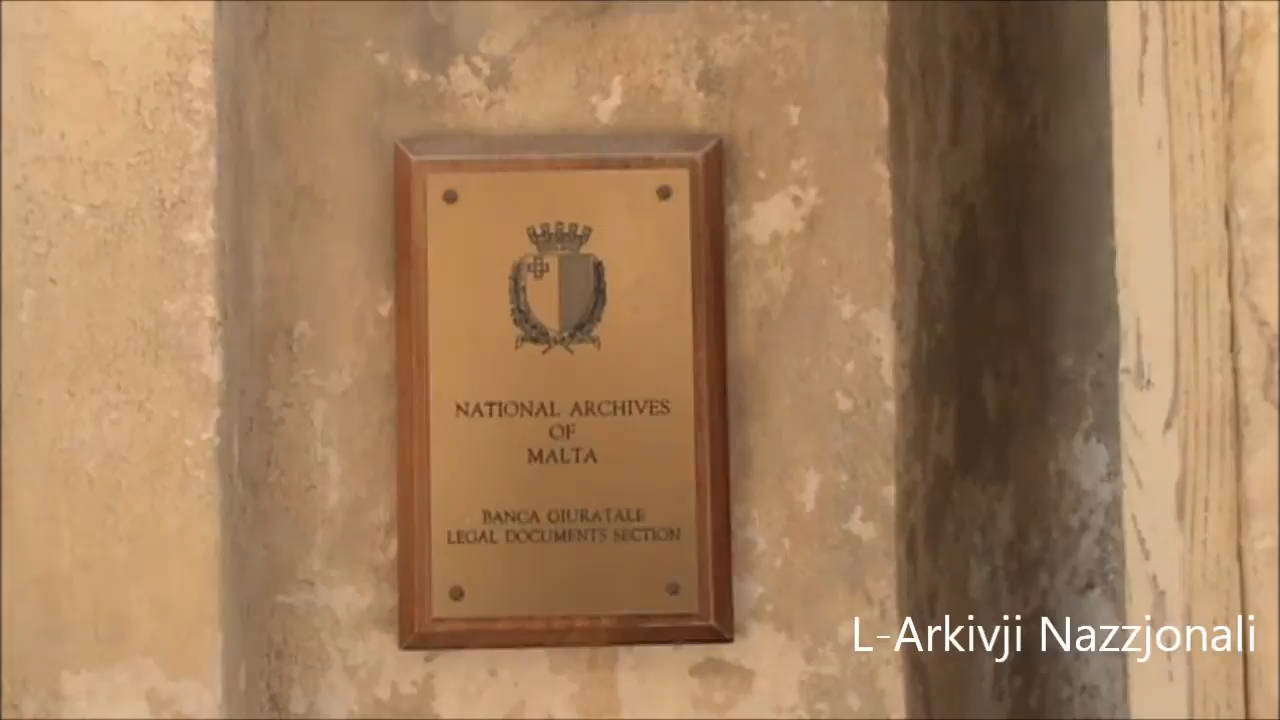 NATIONAL ARCHIVES
OF
MALTA
BANCA GIURATALE
LEGAL DOCUMENTS SECTION
L-Arkivji Nazzjonali